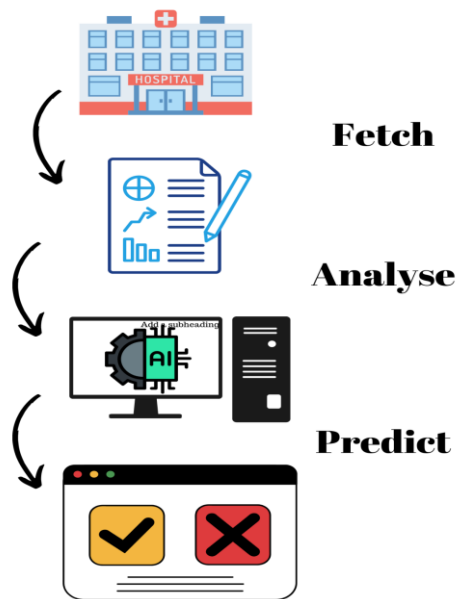 HOSPITAL
Fetch
Analyse
Add a subheading
AI
Predict